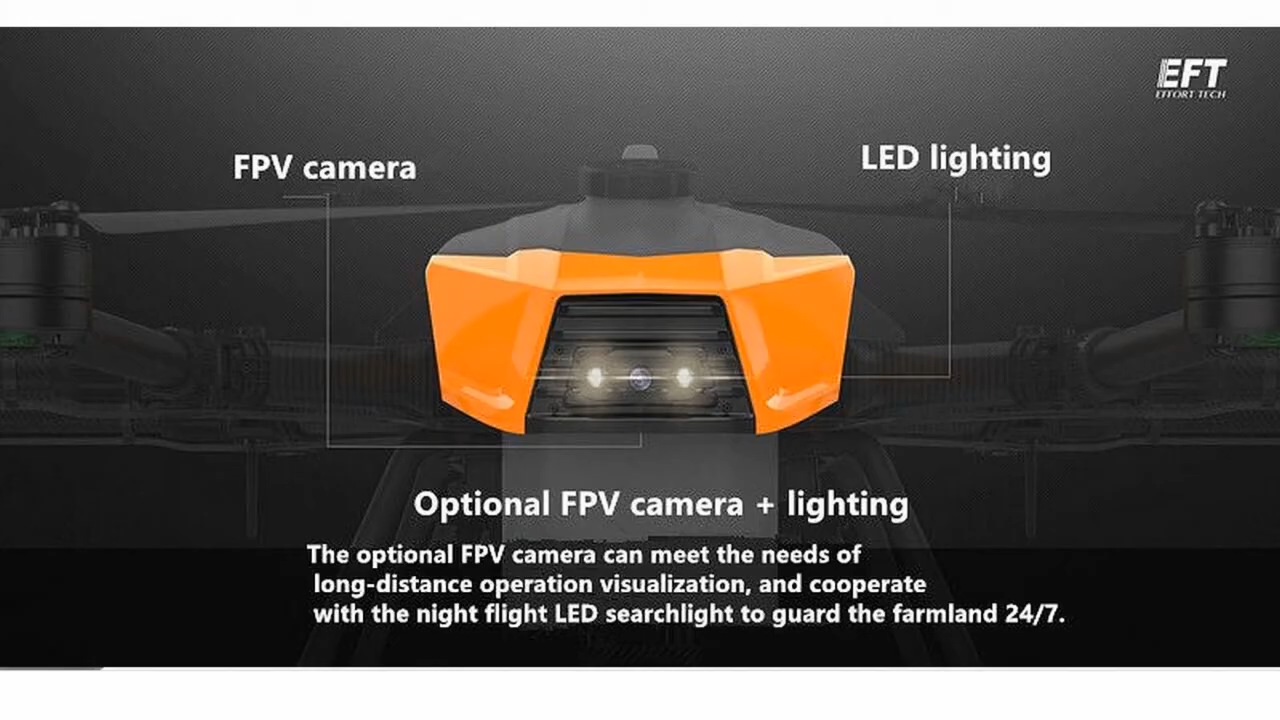 EFT
EFFORT TECH
FPV camera
LED lighting
Optional FPV camera + lighting
The optional FPV camera can meet the needs of
long-distance operation visualization, and cooperate
with the night flight LED searchlight to guard the farmland 24/7.